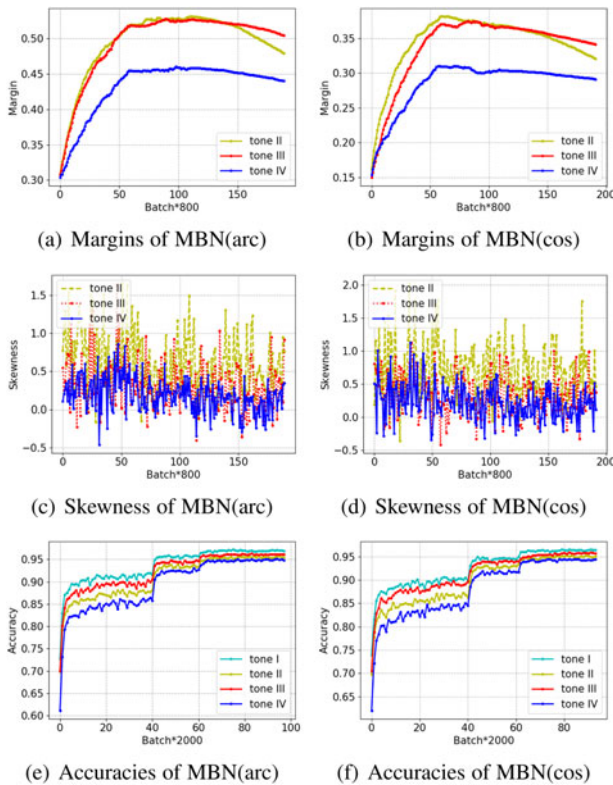 0.50
0.45
0.40
0.35
0.30
Margin
tone II
tone III
tone IV
0 50 100 150
Batch*800
(a) Margins of MBN(arc)
0.35
0.30
0.25
0.20
0.15
Margin
tone II
tone III
tone IV
0 50 100 150 200
Batch*800
(b) Margins of MBN(cos)
1.5
1.0
0.5
0.0
−0.5
Skewness
tone II
tone III
tone IV
0 50 100 150
Batch*800
(c) Skewness of MBN(arc)
2.0
1.5
1.0
0.5
0.0
−0.5
Skewness
tone II
tone III
tone IV
0 50 100 150 200
Batch*800
(d) Skewness of MBN(cos)
0.95
0.90
0.85
0.80
0.75
0.70
0.65
0.60
Accuracy
tone I
tone II
tone III
tone IV
0 20 40 60 80 100
Batch*2000
(e) Accuracies of MBN(arc)
0.95
0.90
0.85
0.80
0.75
0.70
0.65
Accuracy
tone I
tone II
tone III
tone IV
0 20 40 60 80
Batch*2000
(f) Accuracies of MBN(cos)